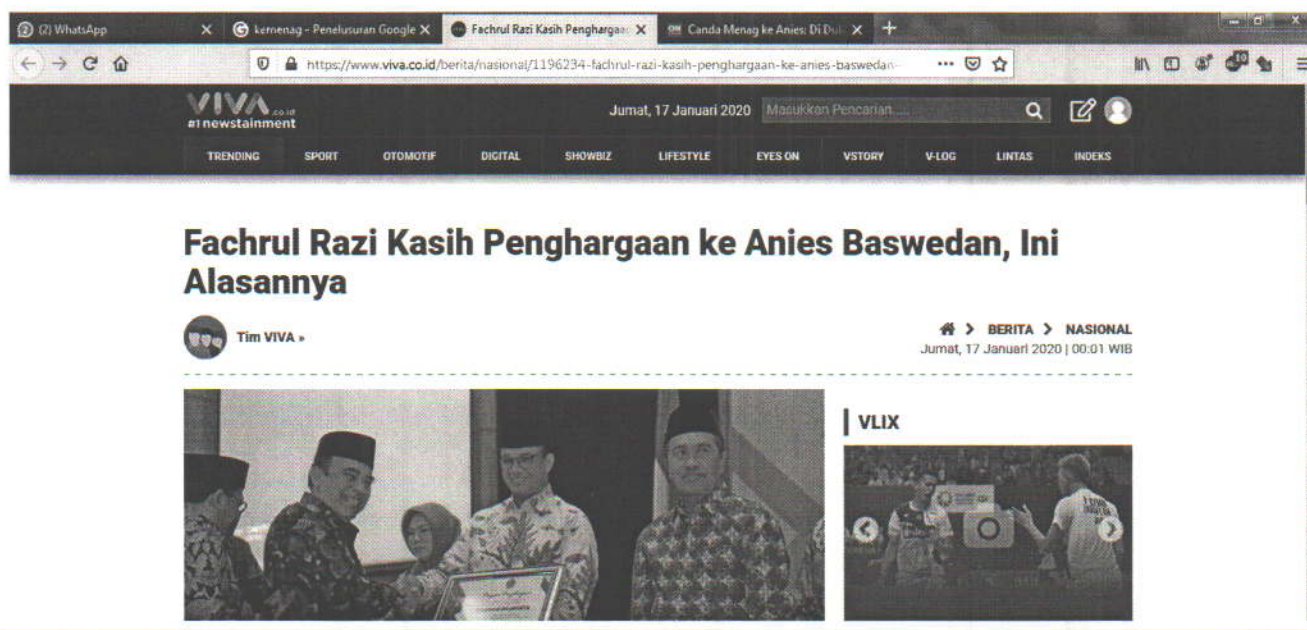 (2) WhatsApp
kemenag - Penelusuran Google
Fachrul Razi Kasih Penghargaan
Canda Menag ke Anies: Di Dul
https://www.viva.co.id/berita/nasional/1196234-fachrul-razi-kasih-penghargaan-ke-anies-baswedan-
VIVA.co.id
#1 newstainment
Jumat, 17 Januari 2020
Masukkan Pencarian.....
TRENDING SPORT OTOMOTIF DIGITAL SHOWBIZ LIFESTYLE EYES ON VSTORY V-LOG LINTAS INDEKS
Fachrul Razi Kasih Penghargaan ke Anies Baswedan, Ini
Alasannya
Tim VIVA »
BERITA > NASIONAL
Jumat, 17 Januari 2020 | 00:01 WIB
VLIX